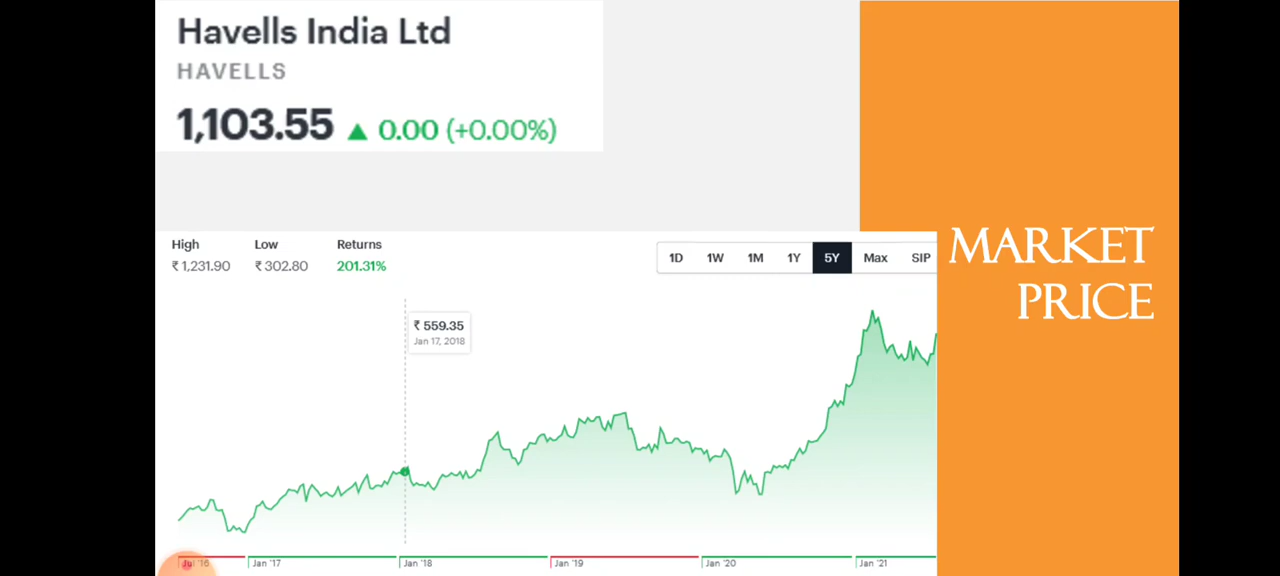 Havells India Ltd
HAVELLS
1,103.55 ▲ 0.00 (+0.00%)
High Low Returns
₹1,231.90 ₹302.80 201.31%
1D 1W 1M 1Y 5Y Max SIP
MARKET
PRICE
₹559.35
Jan 17, 2018
Jul '16 Jan '17 Jan '18 Jan '19 Jan '20 Jan '21